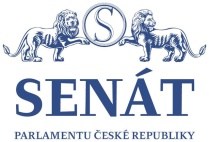 S
SENÁT
PARLAMENTU ČESKÉ REPUBLIKY